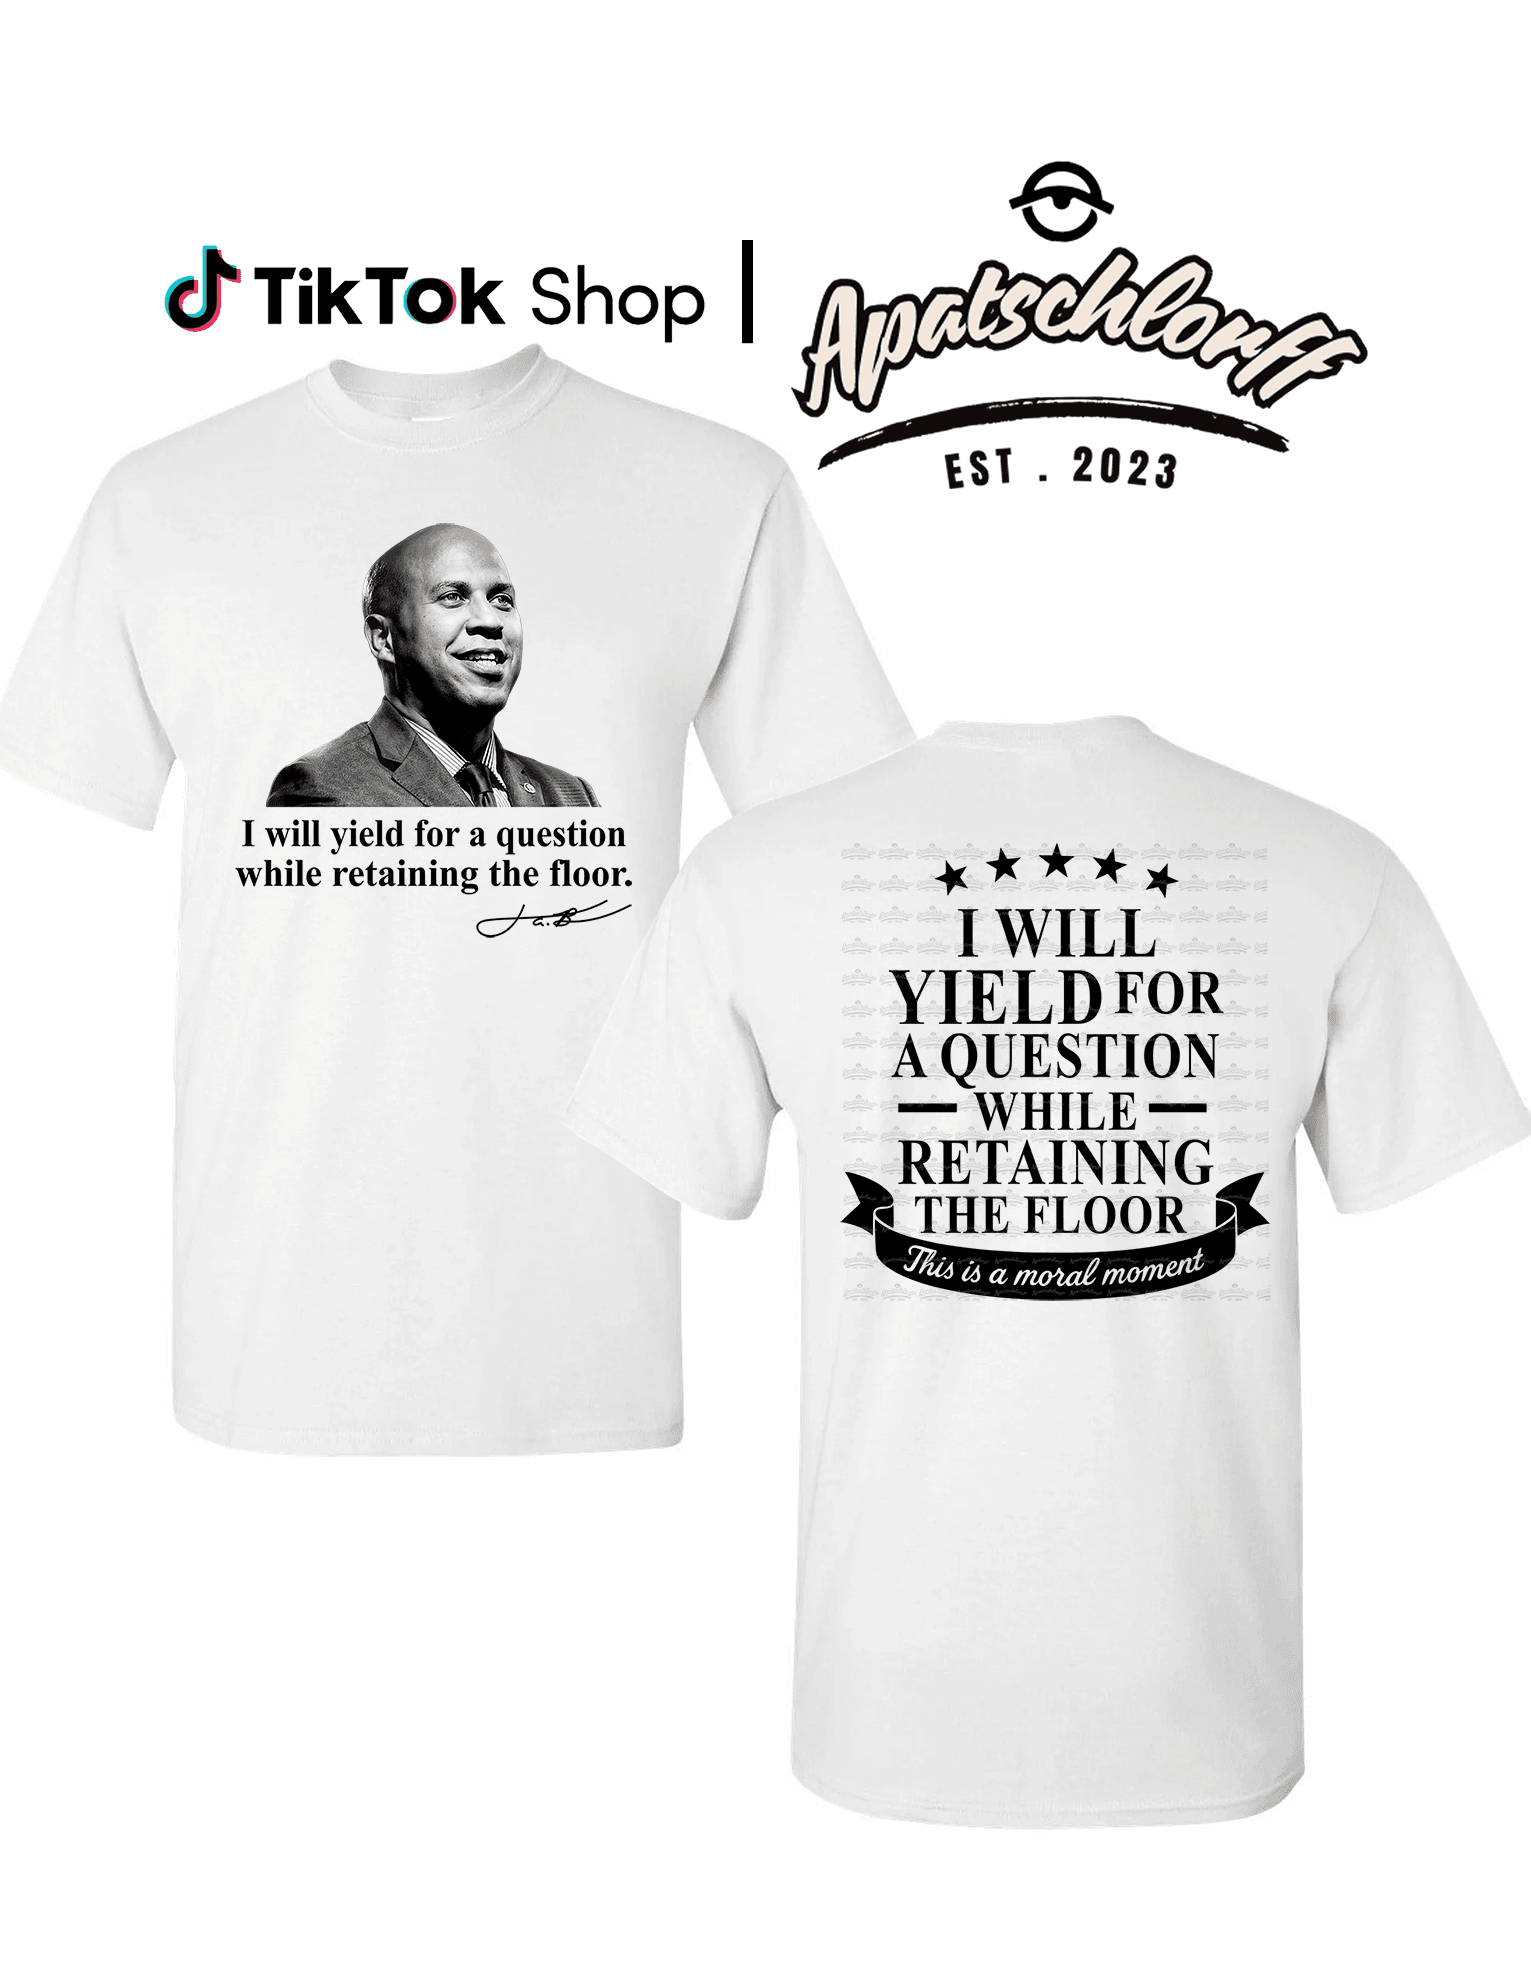 TikTok Shop
Apatschlorff
EST . 2023
I will yield for a question
while retaining the floor.
I WILL
YIELD FOR
A QUESTION
WHILE
RETAINING
THE FLOOR
This is a moral moment